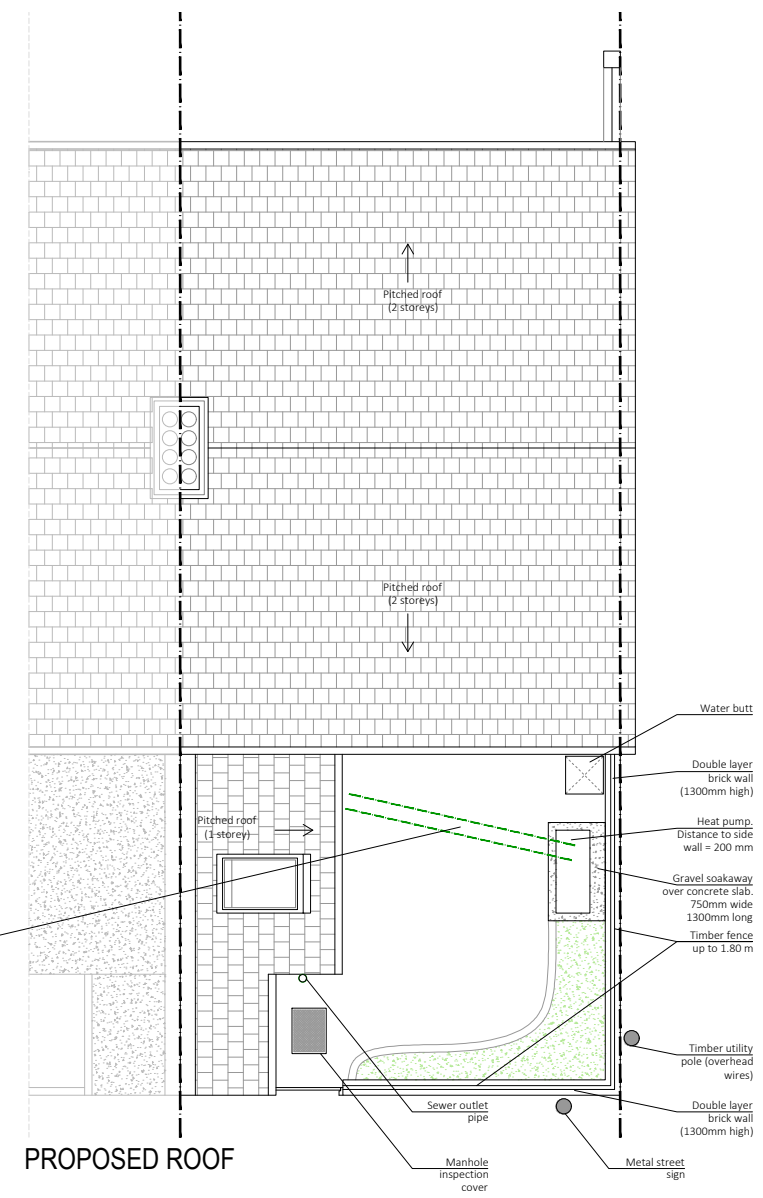 Pitched roof
(2 storeys)
Pitched roof
(2 storeys)
Water butt
Double layer
brick wall
(1300mm high)
Pitched roof
(1 storey)
Heat pump.
Distance to side
wall = 200 mm
Gravel soakaway
over concrete slab.
750mm wide
1300mm long
Timber fence
up to 1.80 m
Timber utility
pole (overhead
wires)
Sewer outlet
pipe
Double layer
brick wall
(1300mm high)
PROPOSED ROOF
Manhole
inspection
cover
Metal street
sign